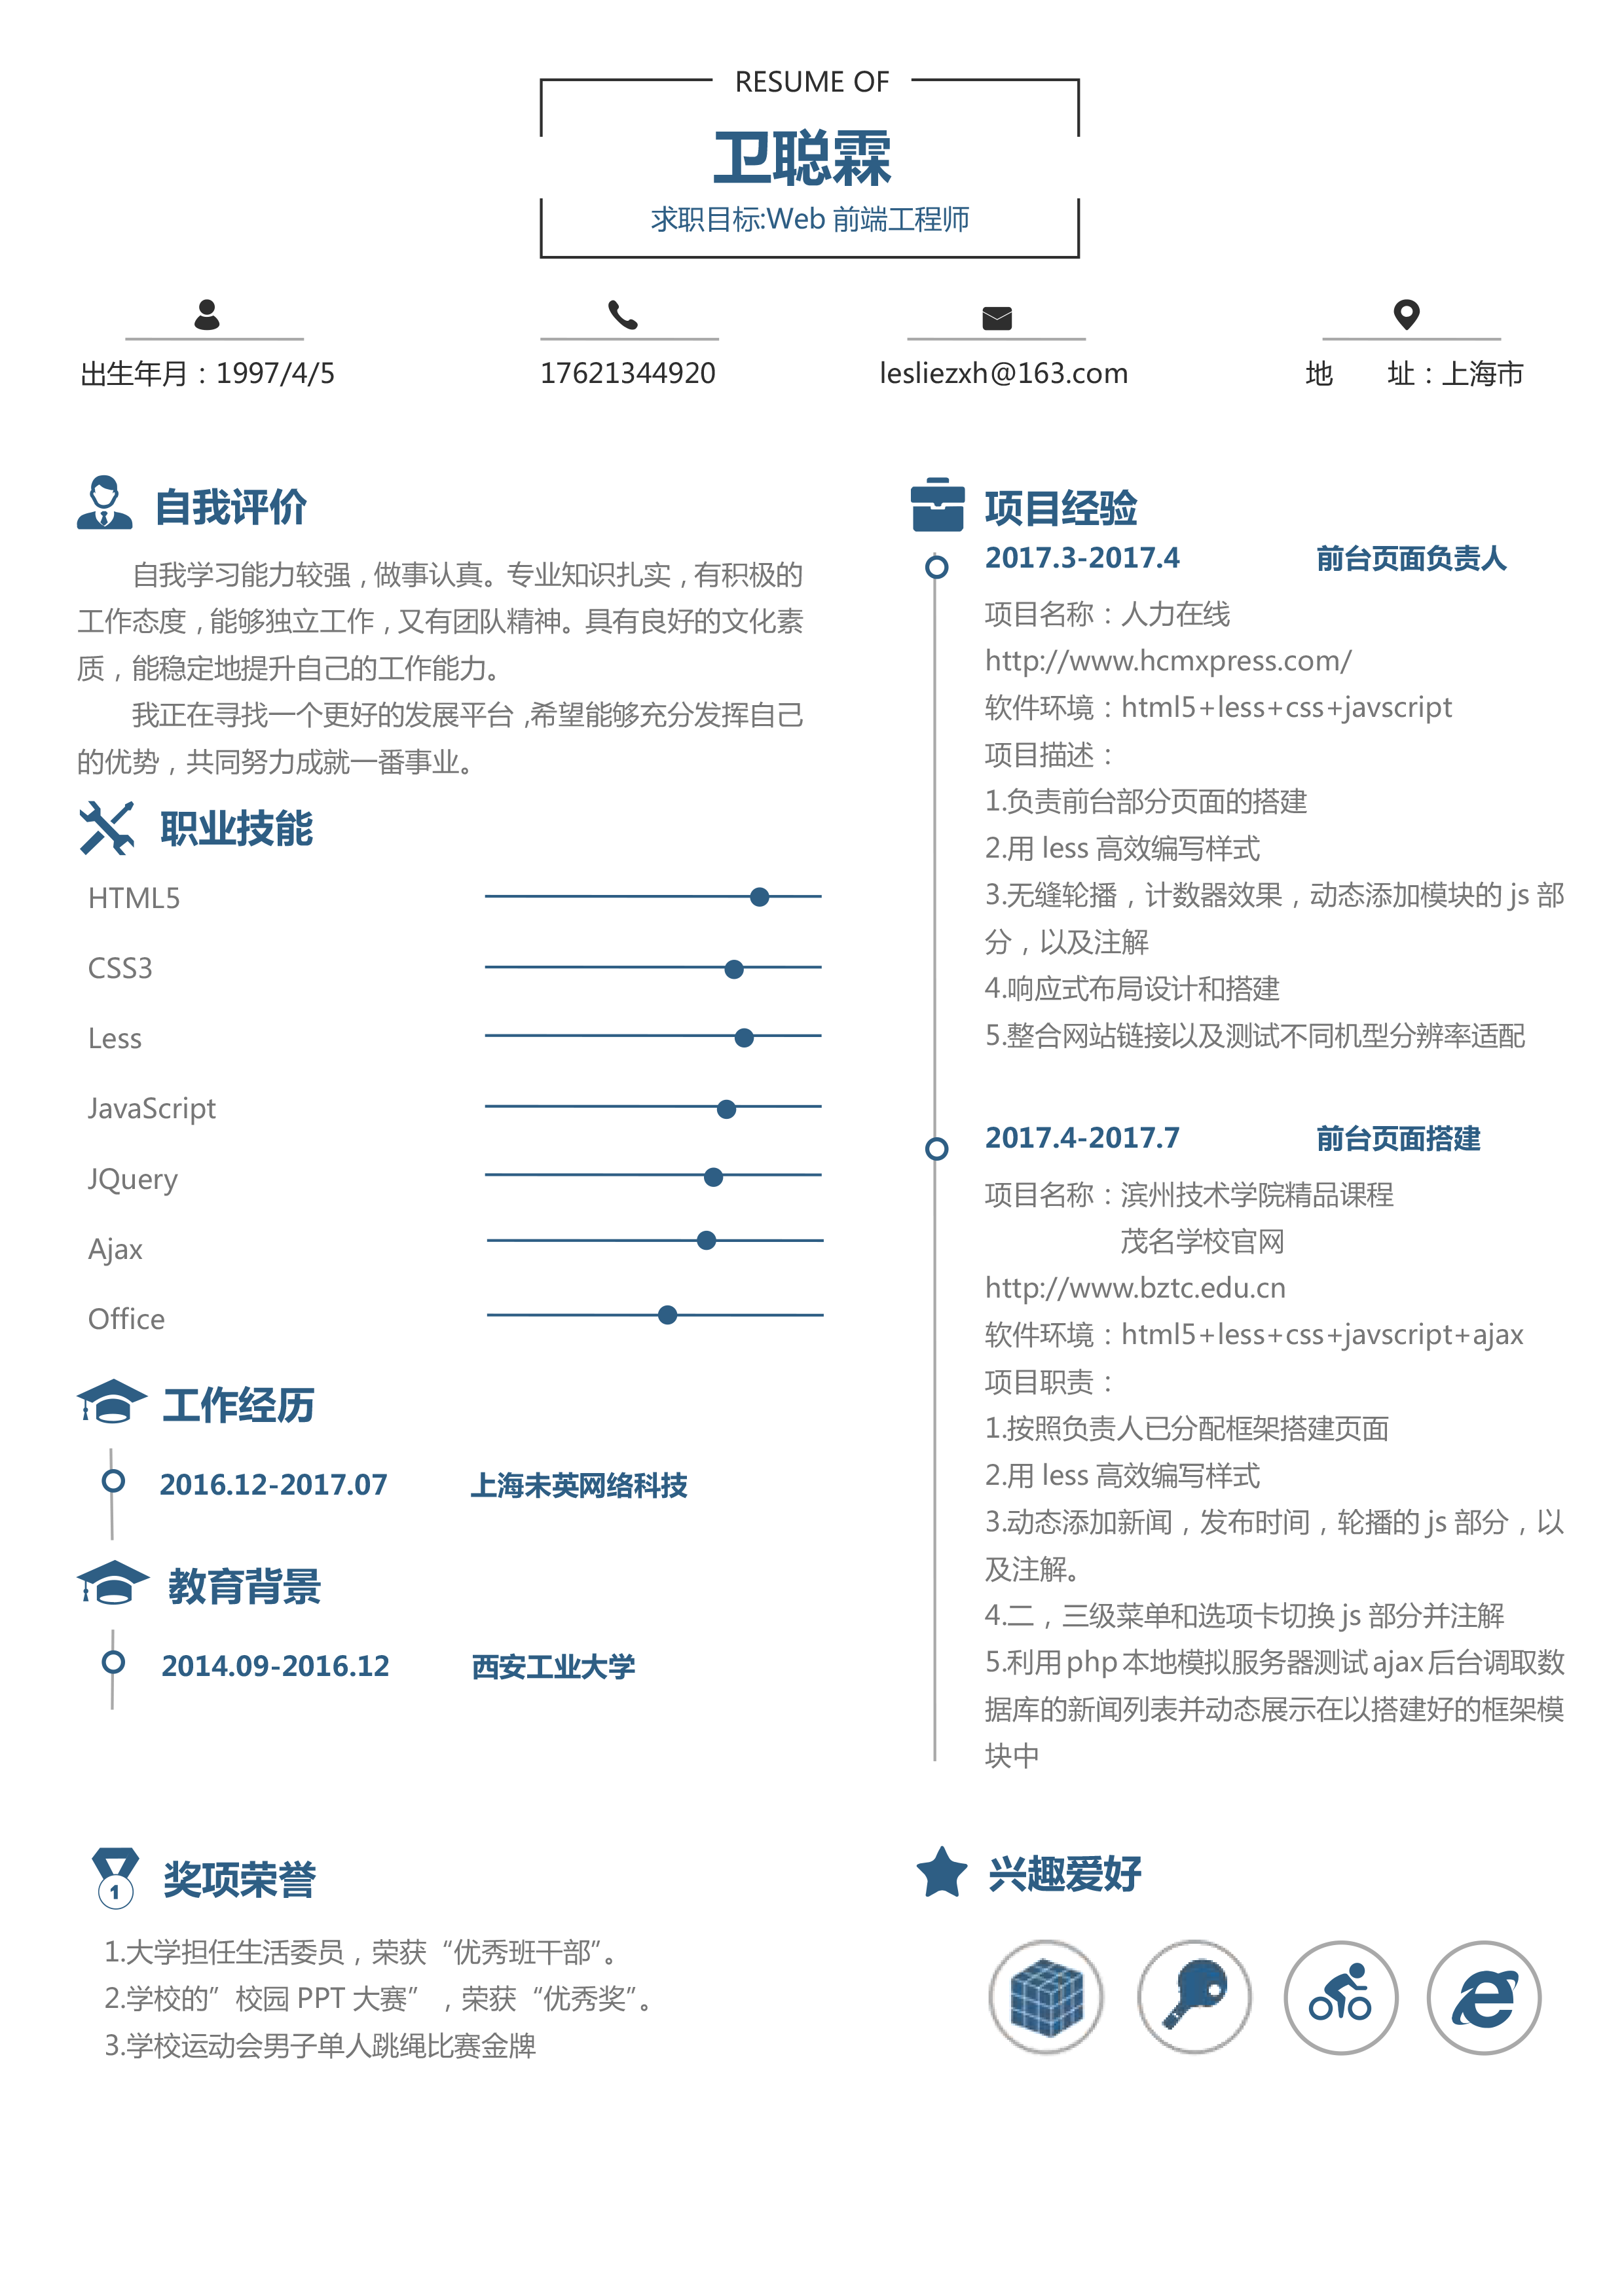 RESUME OF
卫聪霖
求职目标:Web 前端工程师
出生年月：1997/4/5
17621344920
lesliezxh@163.com
地 址：上海市
自我评价
自我学习能力较强，做事认真。专业知识扎实，有积极的
工作态度，能够独立工作，又有团队精神。具有良好的文化素
质，能稳定地提升自己的工作能力。
我正在寻找一个更好的发展平台，希望能够充分发挥自己
的优势，共同努力成就一番事业。
职业技能
HTML5
CSS3
Less
JavaScript
JQuery
Ajax
Office
工作经历
2016.12-2017.07 上海未英网络科技
教育背景
2014.09-2016.12 西安工业大学
项目经验
2017.3-2017.4 前台页面负责人
项目名称：人力在线
http://www.hcmxpress.com/
软件环境：html5+less+css+javscript
项目描述：
1.负责前台部分页面的搭建
2.用 less 高效编写样式
3.无缝轮播，计数器效果，动态添加模块的 js 部
分，以及注解
4.响应式布局设计和搭建
5.整合网站链接以及测试不同机型分辨率适配
2017.4-2017.7 前台页面搭建
项目名称：滨州技术学院精品课程
茂名学校官网
http://www.bztc.edu.cn
软件环境：html5+less+css+javscript+ajax
项目职责：
1.按照负责人已分配框架搭建页面
2.用 less 高效编写样式
3.动态添加新闻，发布时间，轮播的 js 部分，以
及注解。
4.二，三级菜单和选项卡切换 js 部分并注解
5.利用 php 本地模拟服务器测试 ajax 后台调取数
据库的新闻列表并动态展示在以搭建好的框架模
块中
1
奖项荣誉
1.大学担任生活委员，荣获“优秀班干部”。
2.学校的”校园 PPT 大赛”，荣获“优秀奖”。
3.学校运动会男子单人跳绳比赛金牌
兴趣爱好